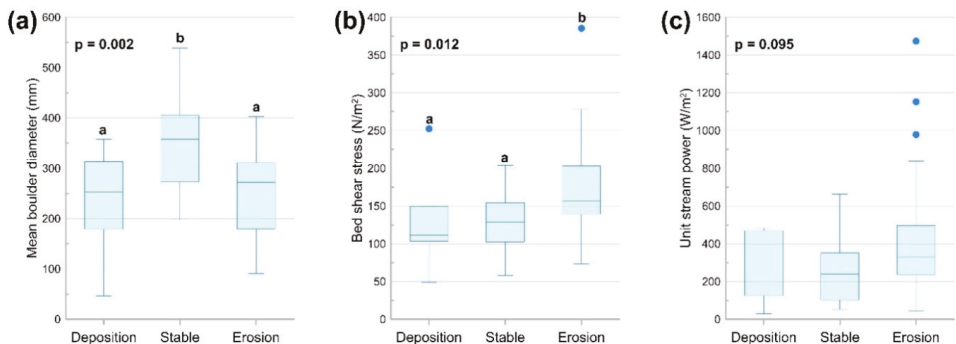 (a)
p = 0.002
Mean boulder diameter (mm)
600
500
400
300
200
100
0
a
b
a
Deposition
Stable
Erosion
(b)
p = 0.012
Bed shear stress (N/m²)
400
350
300
250
200
150
100
50
0
a
a
b
Deposition
Stable
Erosion
(c)
p = 0.095
Unit stream power (W/m²)
1600
1400
1200
1000
800
600
400
200
0
Deposition
Stable
Erosion